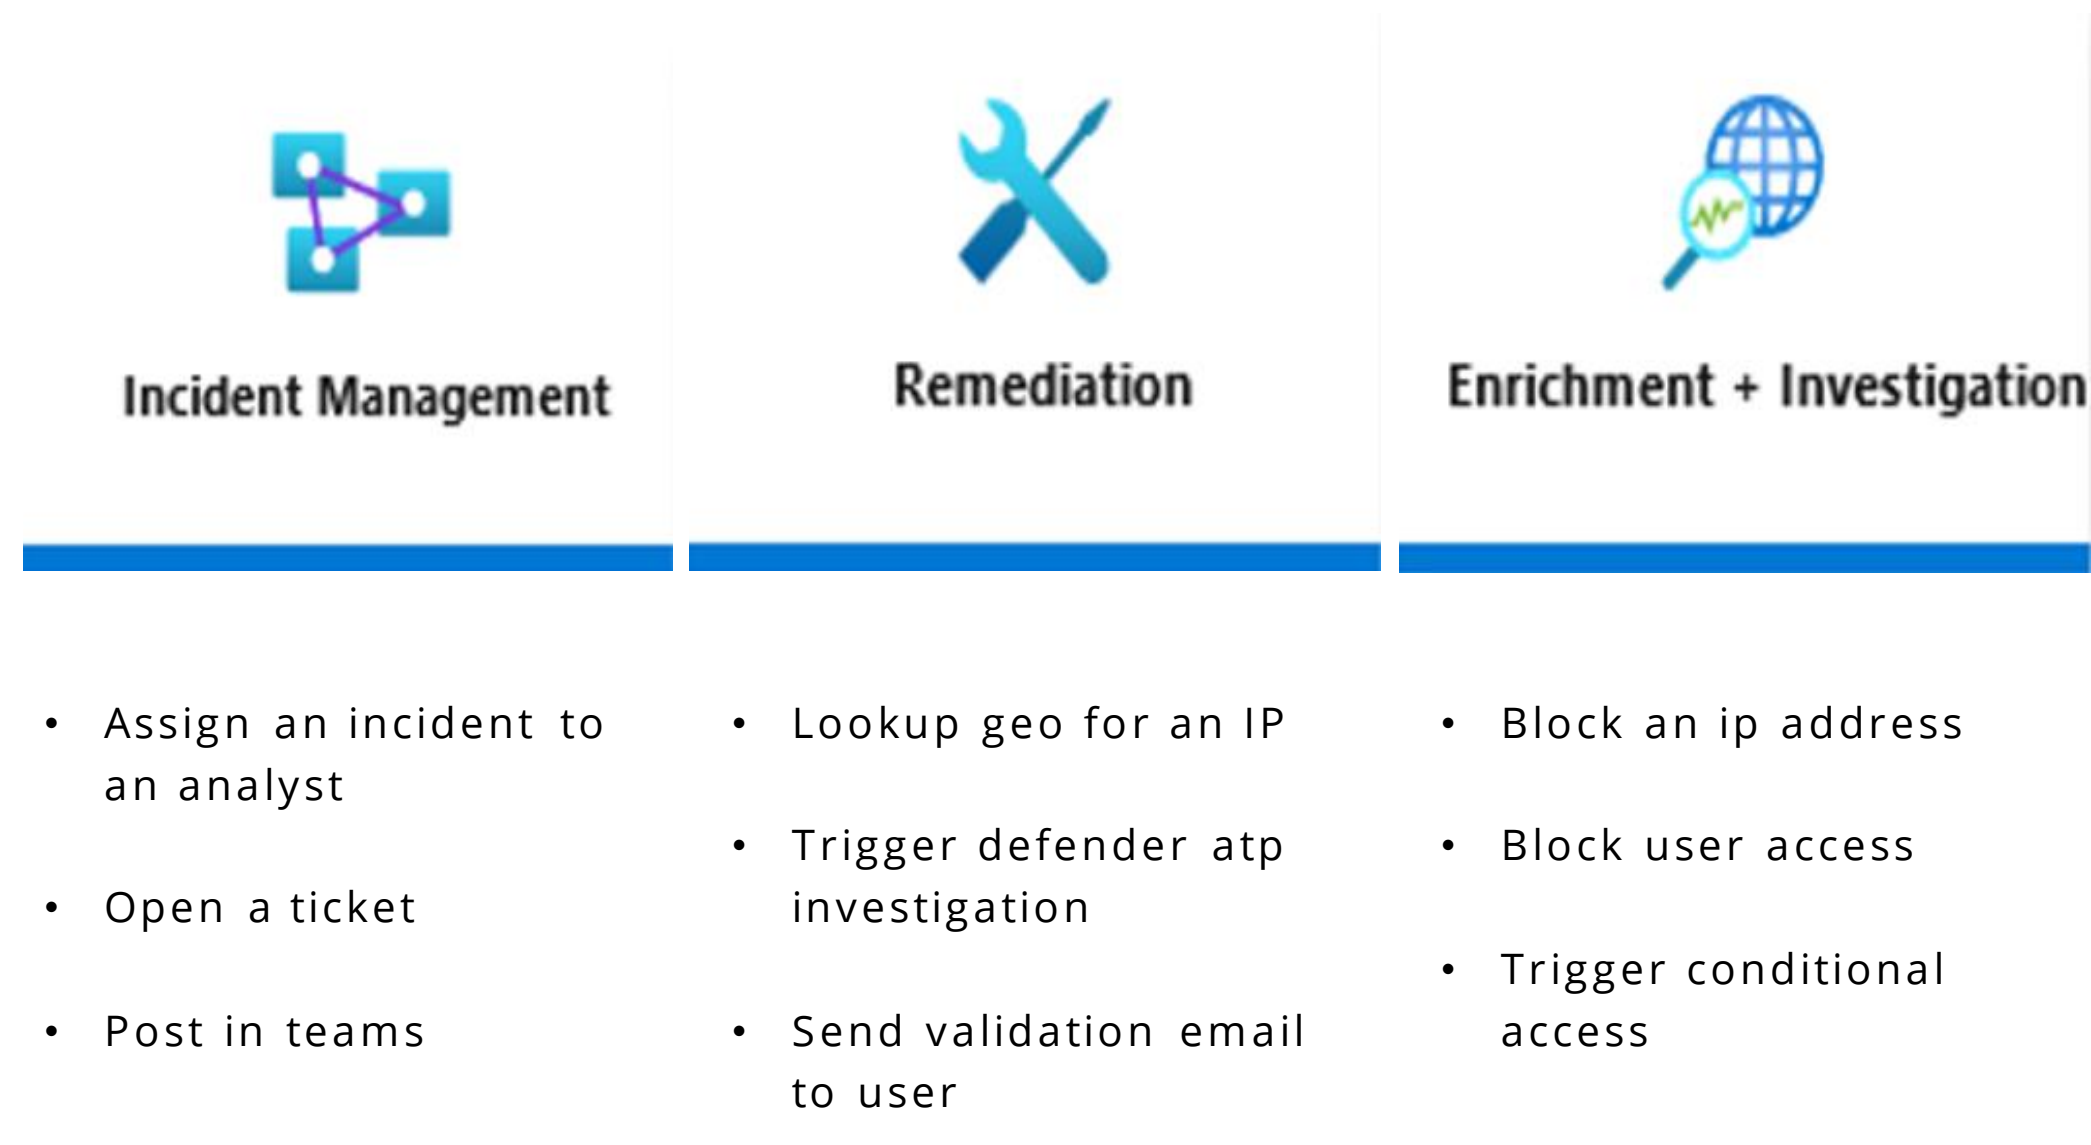 Incident Management
Remediation
Enrichment + Investigation
• Assign an incident to
an analyst
• Open a ticket
• Post in teams
• Lookup geo for an IP
• Trigger defender atp
investigation
• Send validation email
to user
• Block an ip address
• Block user access
• Trigger conditional
access